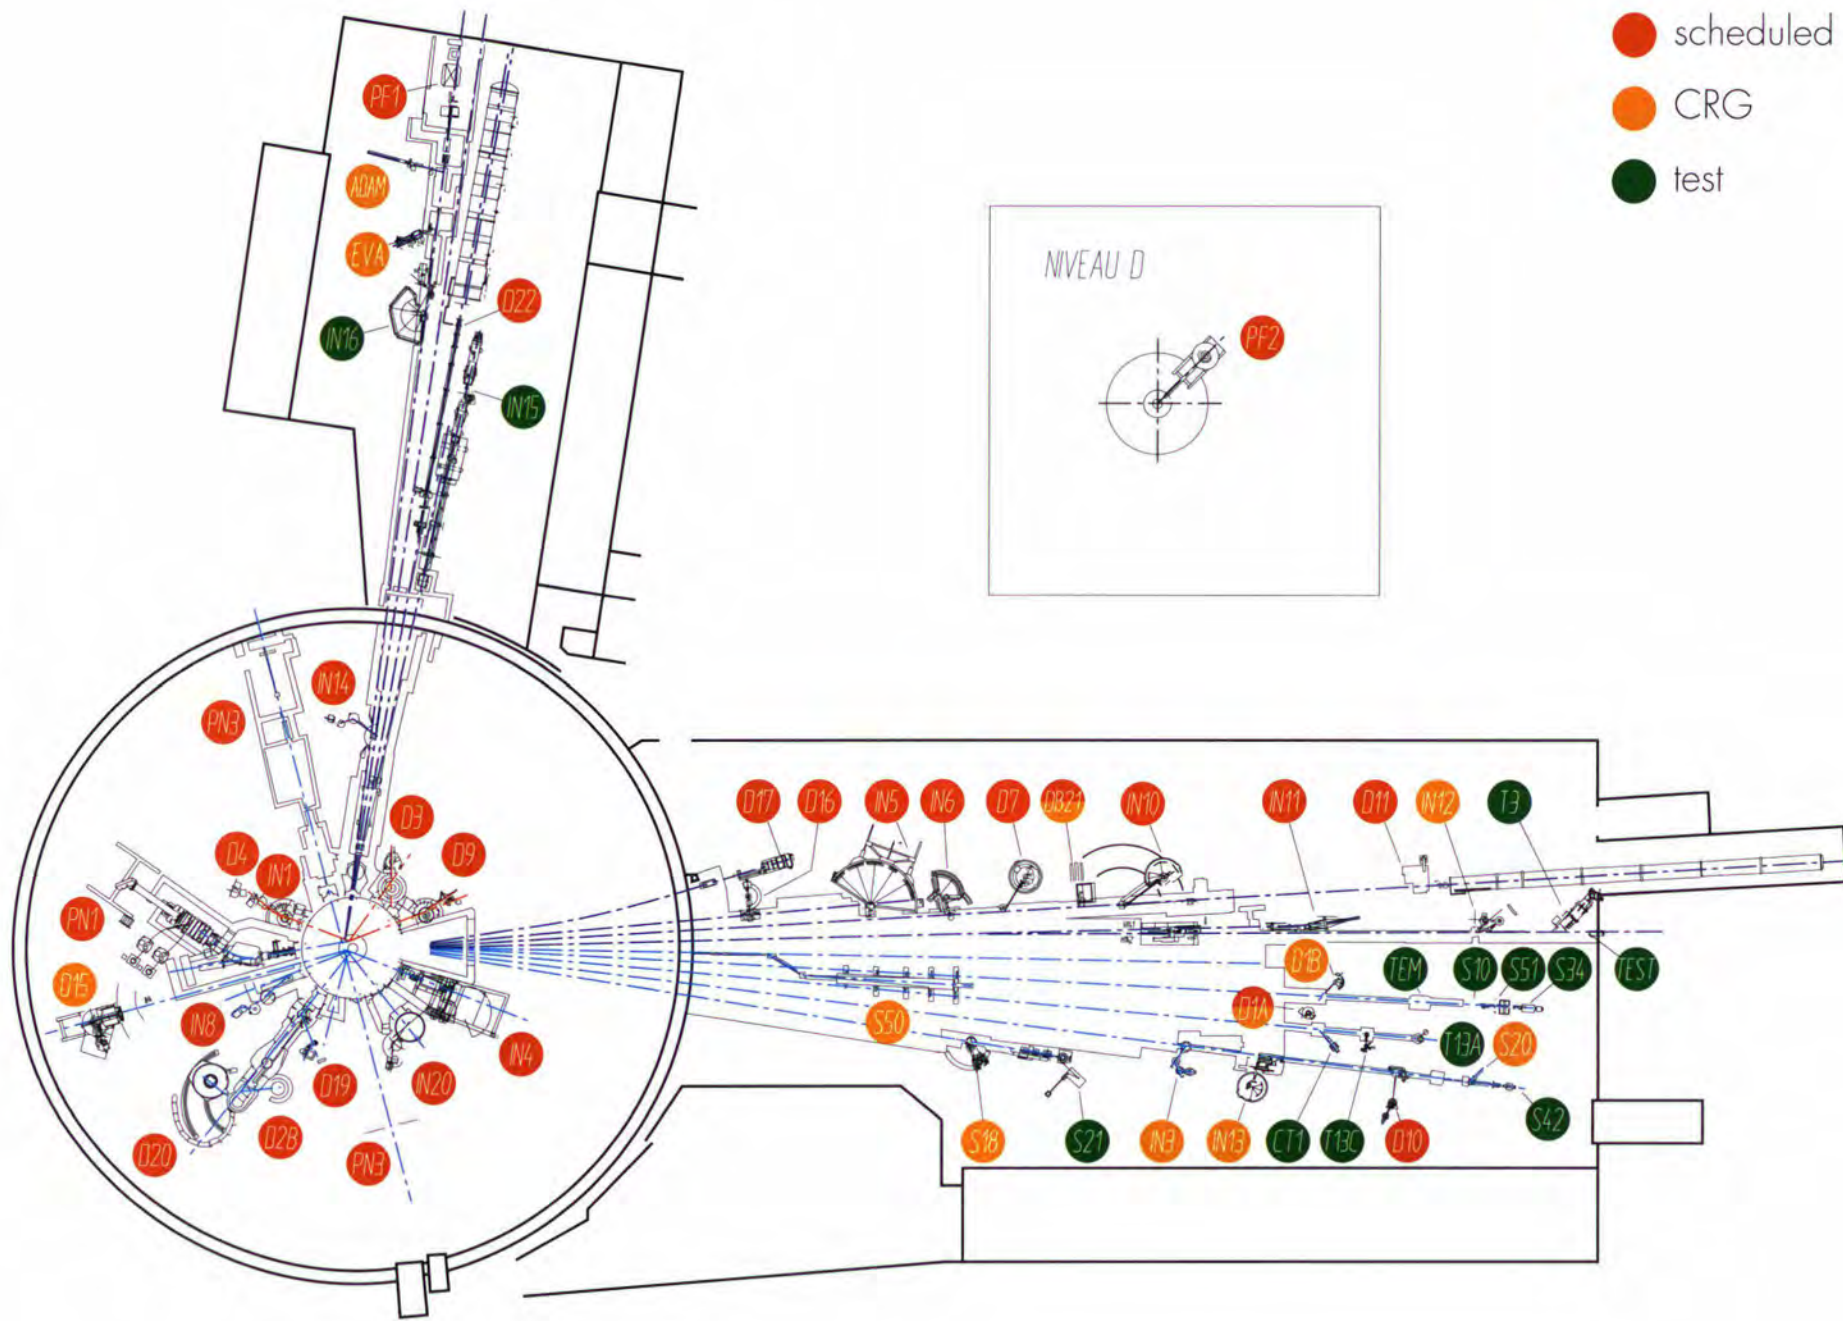 scheduled
CRG
test
PF1
ADAM
EVA
IN16
D22
IN15
NIVEAU D
PF2
IN14
PN3
D3
D9
D4
IN1
PN1
D15
IN8
D20
D2B
D19
IN20
IN4
PN3
D17
D16
IN5
IN6
D7
DB21
IN10
IN11
D11
IN12
T3
D1B
TEM
S10
S51
S34
TEST
D1A
S50
T13A
S20
S42
S18
S21
IN3
IN13
CT1
T13C
D10